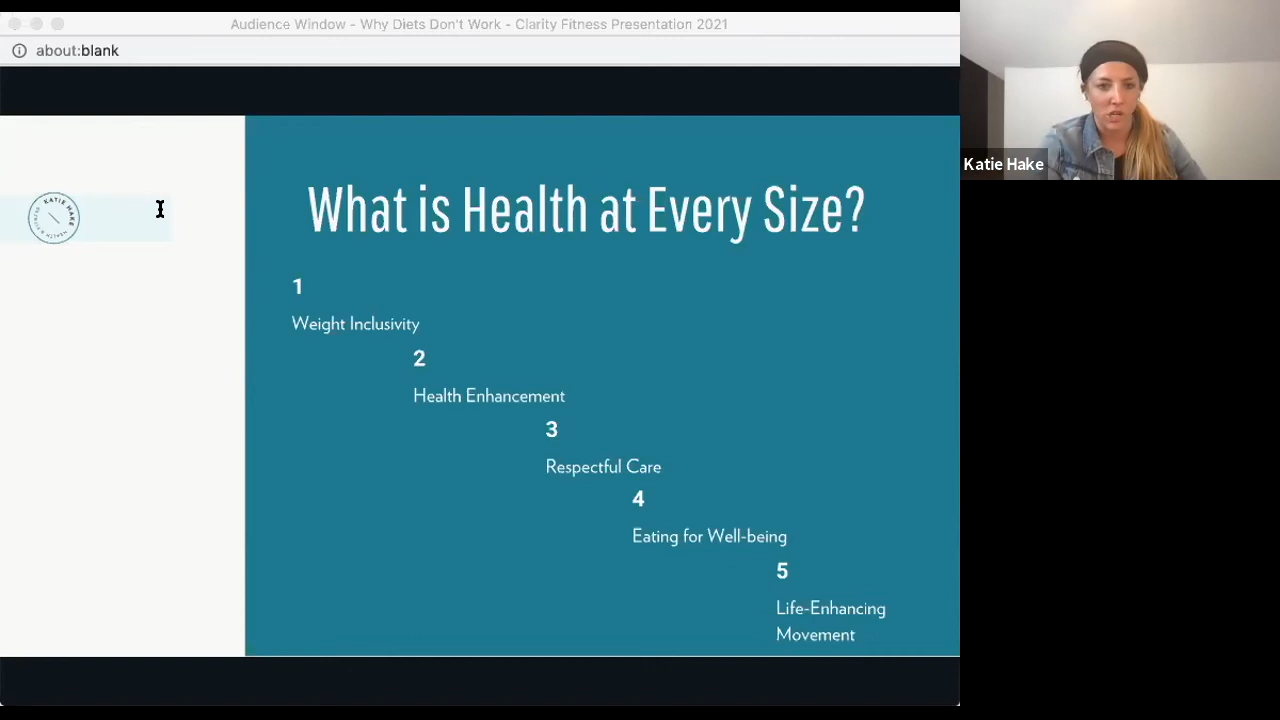 Audience Window - Why Diets Don't Work - Clarity Fitness Presentation 2021
about:blank
Katie Hake
KATIE HAKE
What is Health at Every Size?
1
Weight Inclusivity
2
Health Enhancement
3
Respectful Care
4
Eating for Well-being
5
Life-Enhancing
Movement